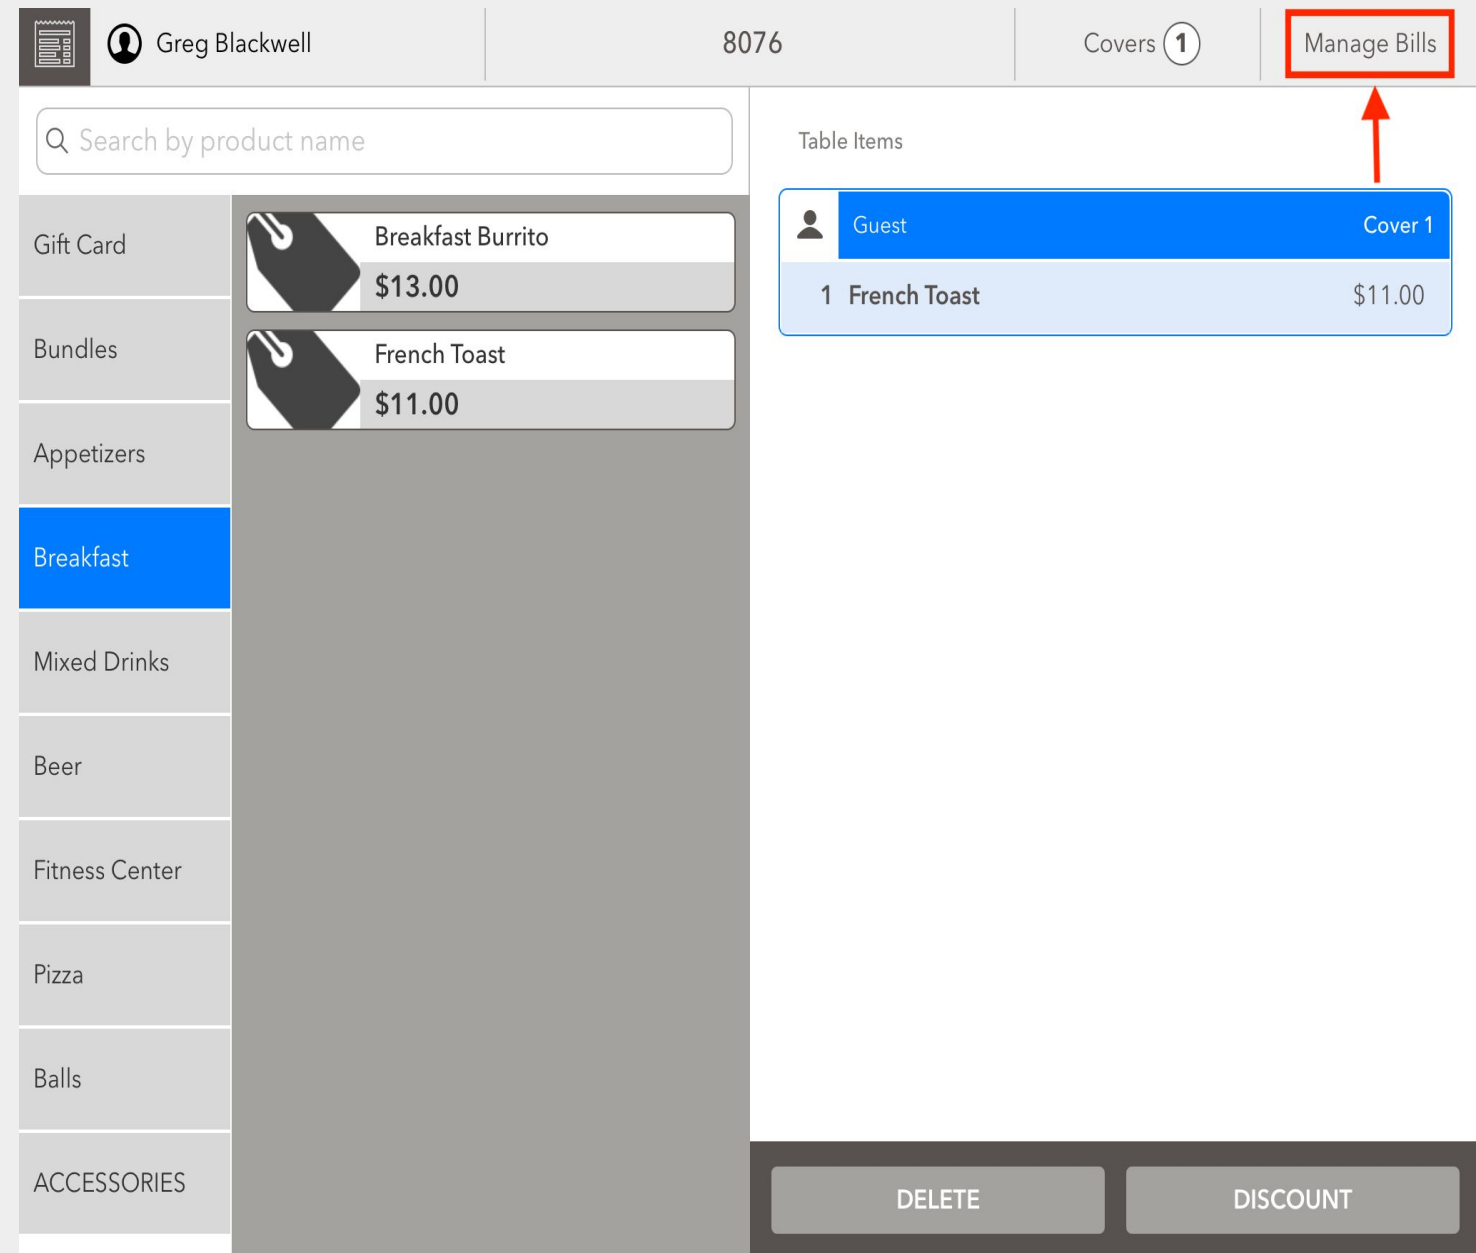 Greg Blackwell
8076
Covers 1
Manage Bills
Search by product name
Gift Card
Bundles
Appetizers
Breakfast
Mixed Drinks
Beer
Fitness Center
Pizza
Balls
ACCESSORIES
Breakfast Burrito
$13.00
French Toast
$11.00
Table Items
Guest Cover 1
1 French Toast $11.00
DELETE DISCOUNT